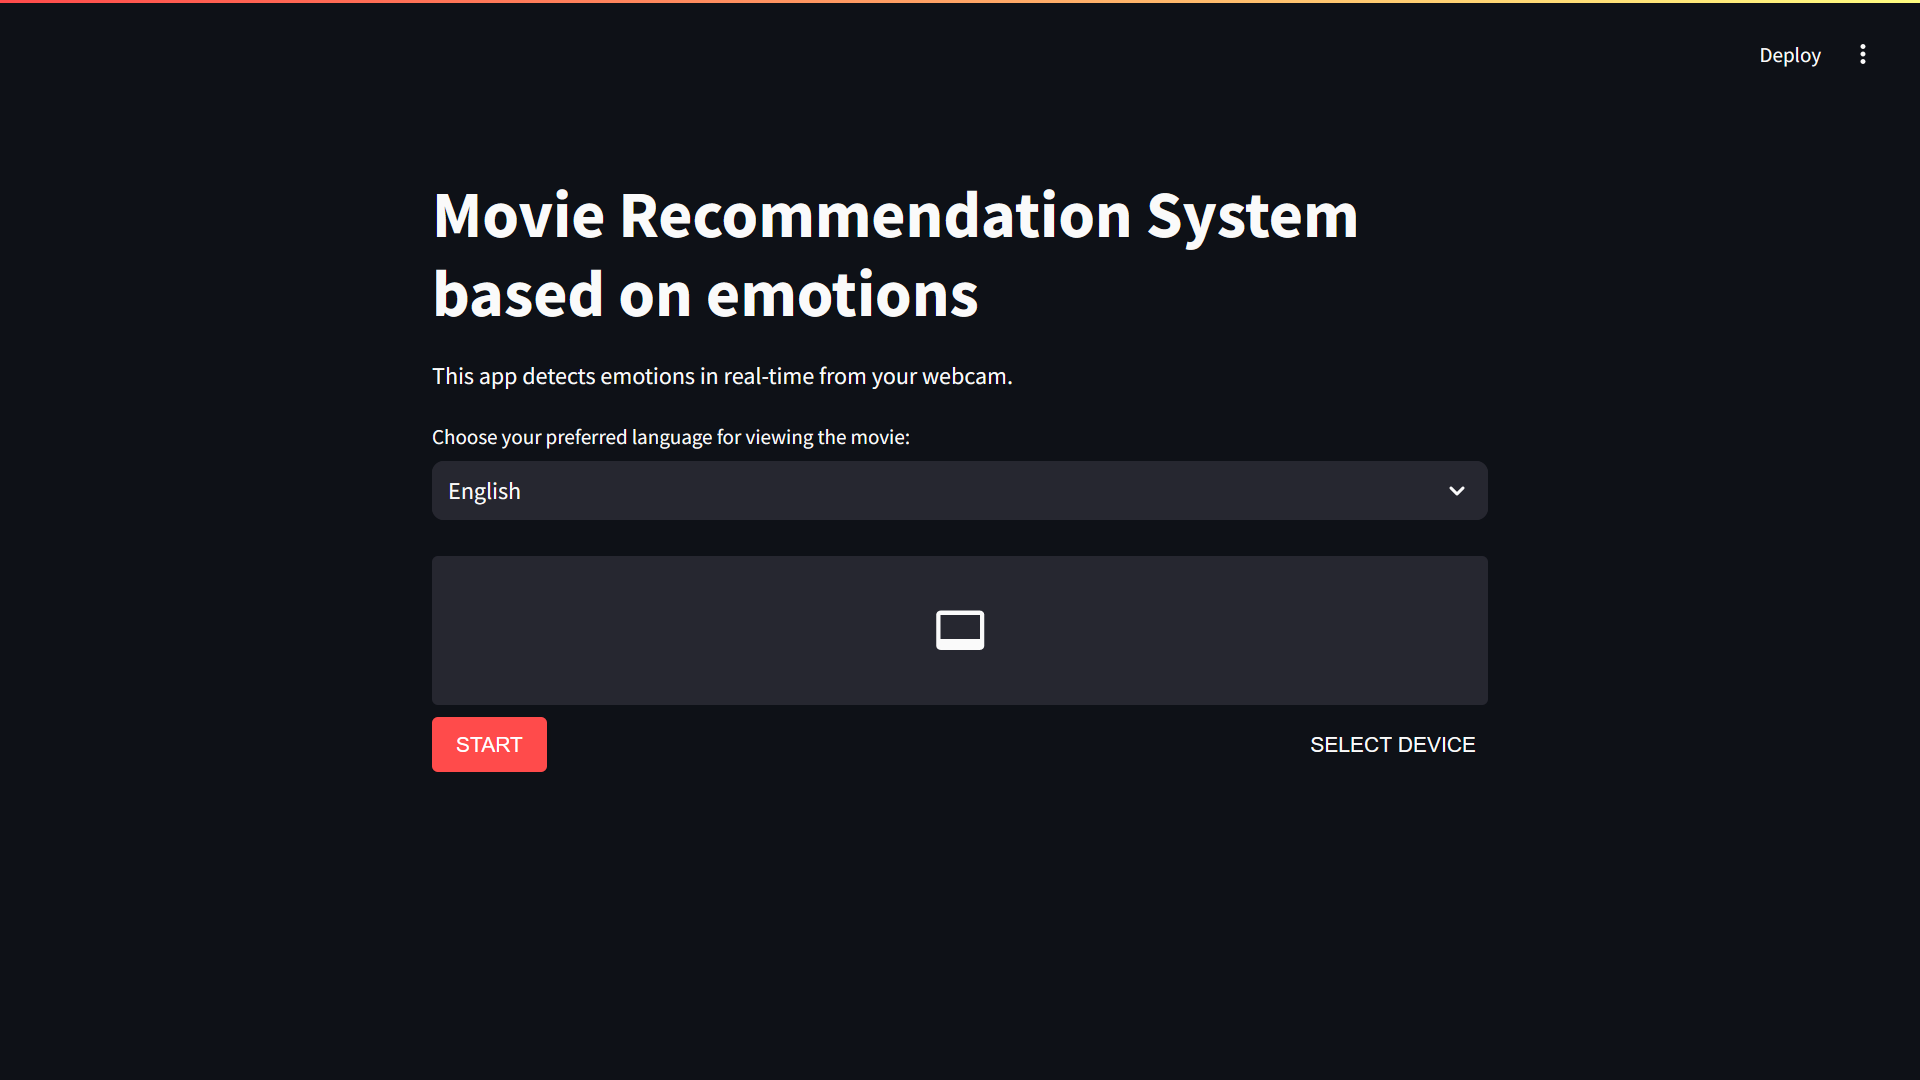 Deploy
Movie Recommendation System
based on emotions
This app detects emotions in real-time from your webcam.
Choose your preferred language for viewing the movie:
English
START
SELECT DEVICE